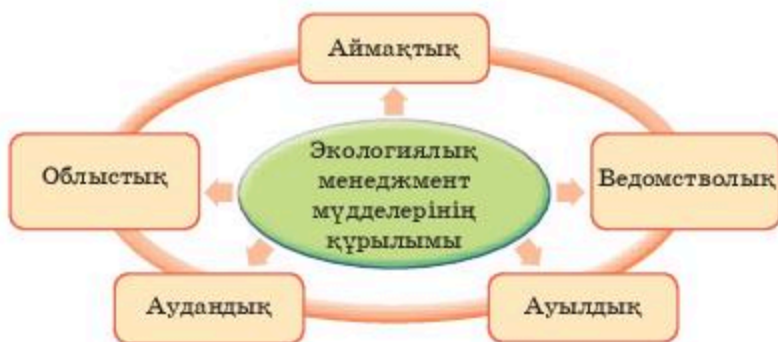 Аймақтық
Облыстық
Экологиялық
менеджмент
мүдделерінің
құрылымы
Ведомстволық
Аудандық
Ауылдық